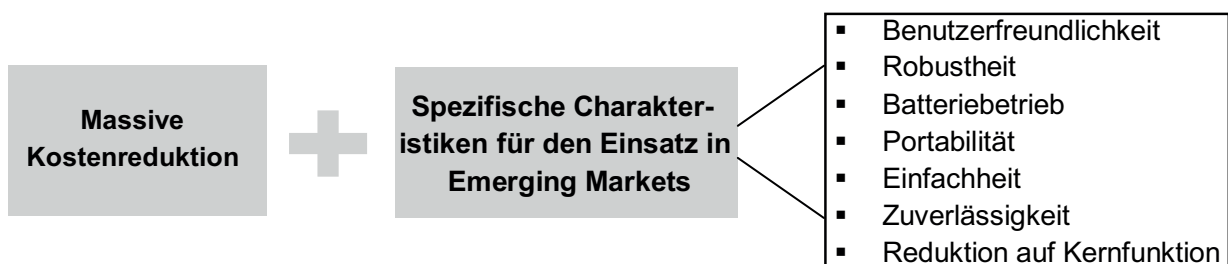 Massive
Kostenreduktion
Spezifische Charakter-
istiken für den Einsatz in
Emerging Markets
▪ Benutzerfreundlichkeit
▪ Robustheit
▪ Batteriebetrieb
▪ Portabilität
▪ Einfachheit
▪ Zuverlässigkeit
▪ Reduktion auf Kernfunktion